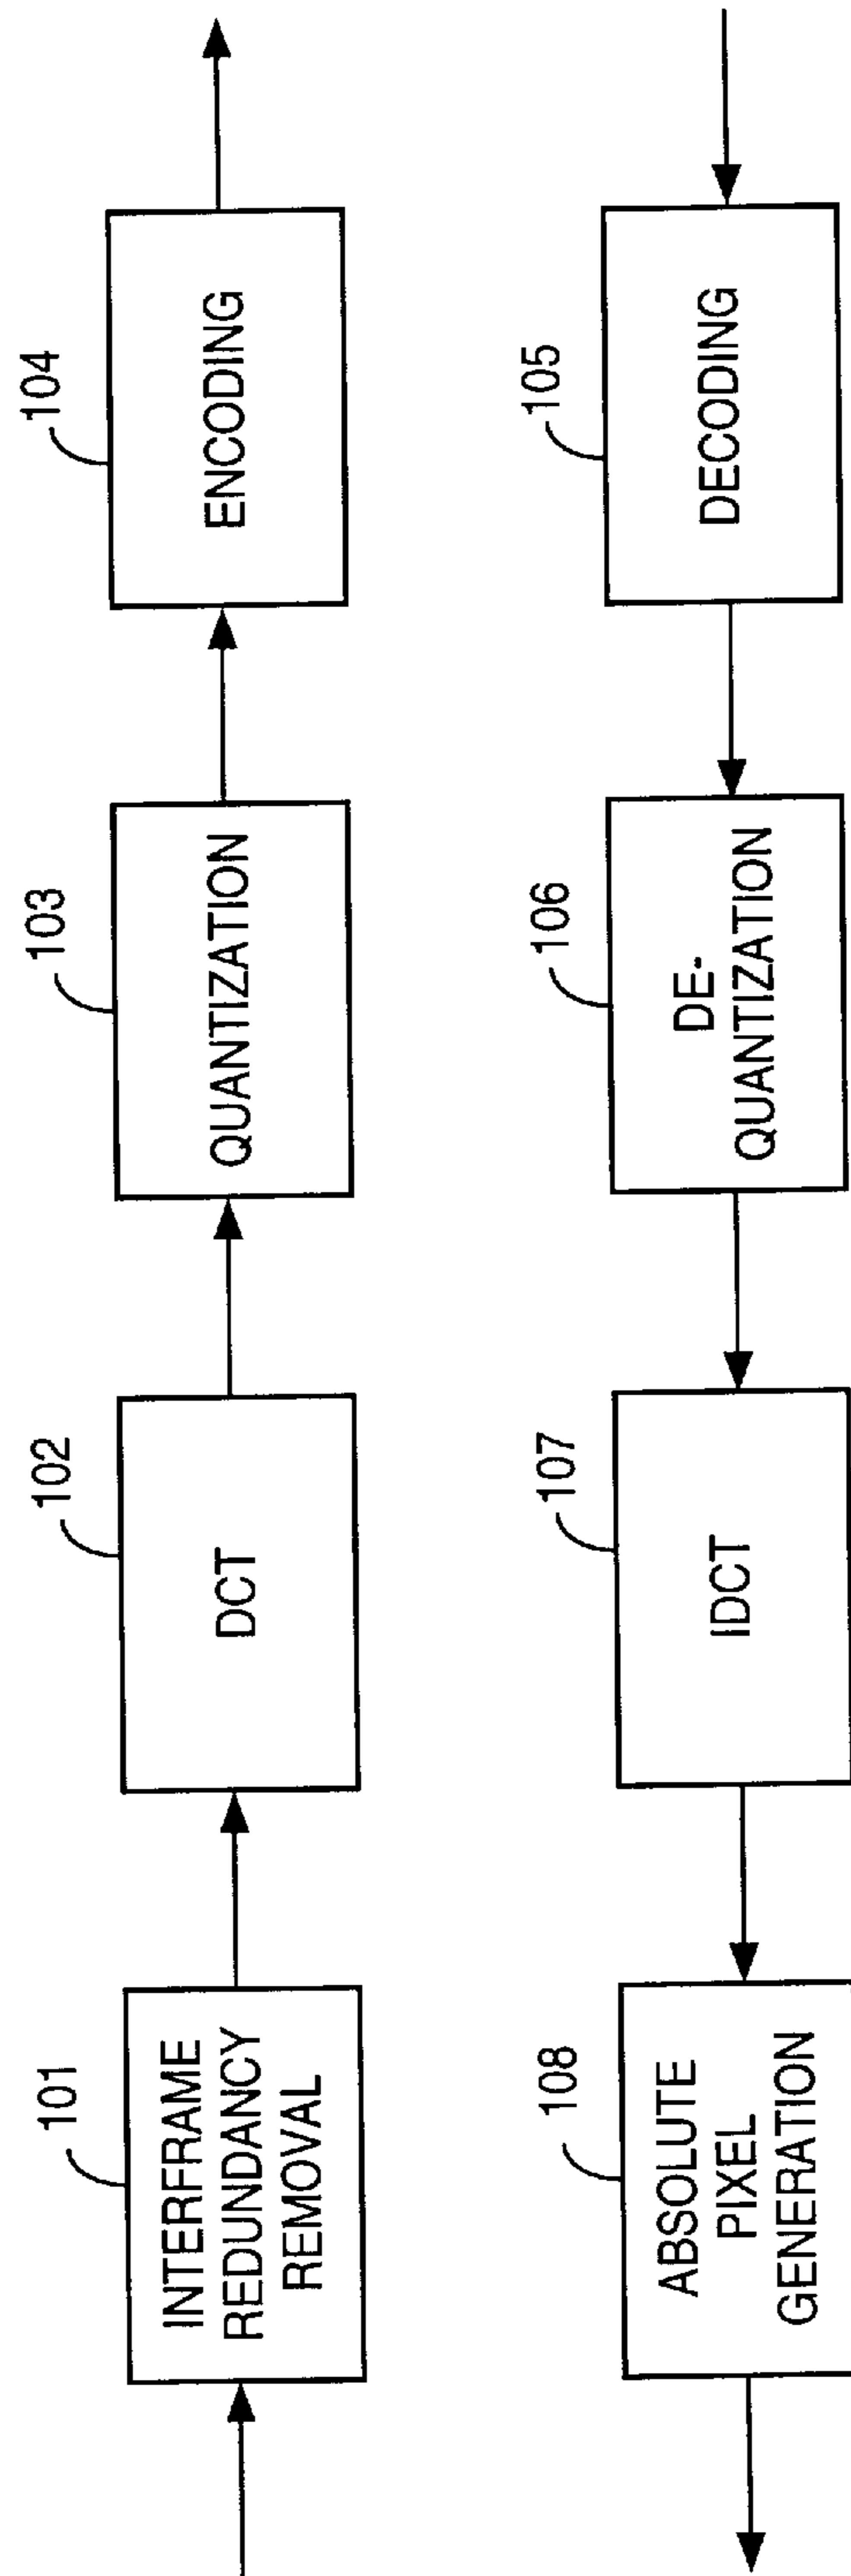 101
INTERFRAME
REDUNDANCY
REMOVAL
102
DCT
103
QUANTIZATION
104
ENCODING
108
ABSOLUTE
PIXEL
GENERATION
107
IDCT
106
DE-
QUANTIZATION
105
DECODING